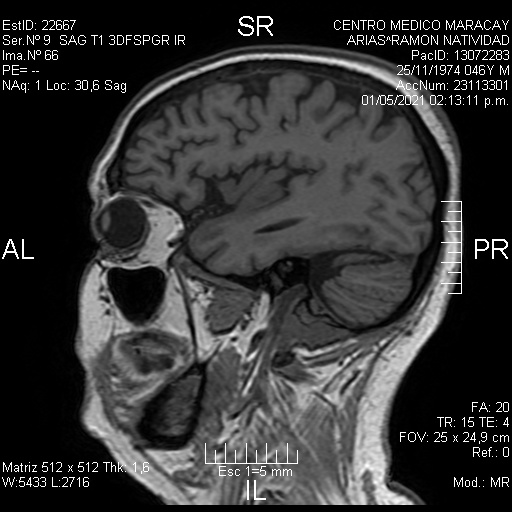 EstID: 22667
Ser.Nº 9 SAG T1 3DFSPGR IR
Ima.Nº 66
PE= --
NAq: 1 Loc: 30,6 Sag
SR
CENTRO MEDICO MARACAY
ARIAS^RAMON NATIVIDAD
PacID: 13072283
25/11/1974 046Y M
AccNum: 23113301
01/05/2021 02:13:11 p.m.
AL
PR
FA: 20
TR: 15 TE: 4
FOV: 25 x 24,9 cm
Ref.: 0
Mod.: MR
Matriz 512 x 512 Thk: 1,6
W:5433 L:2716
Esc 1=5 mm
IL